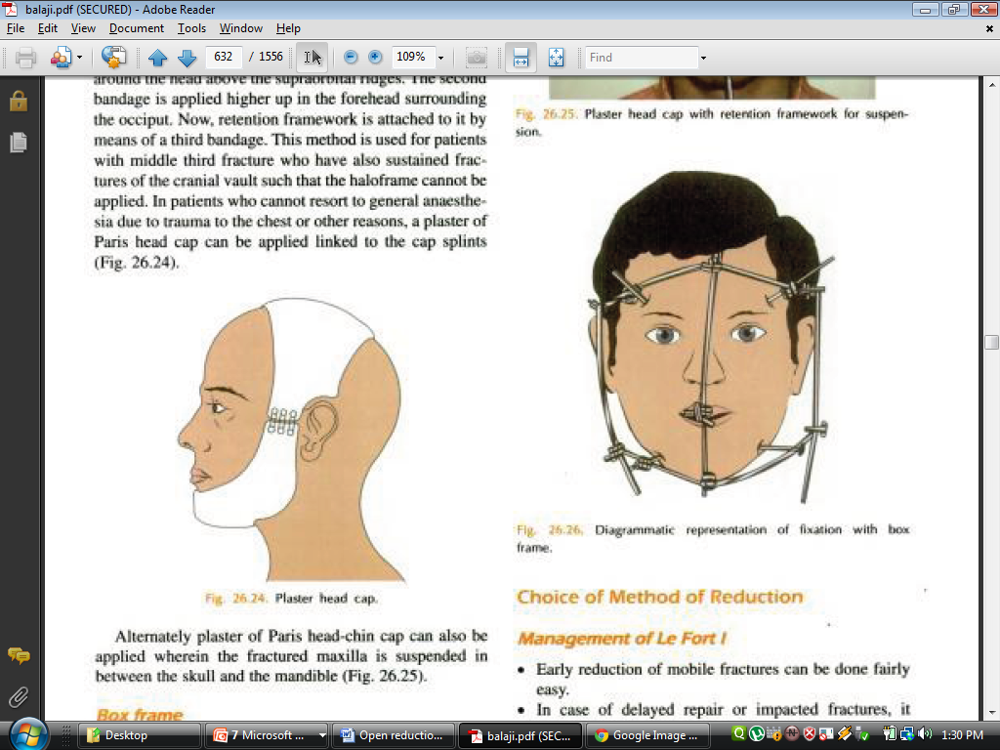 balaji.pdf (SECURED) - Adobe Reader
File Edit View Document Tools Window Help
632 / 1556 109% Find
around the head above the supraorbital ridges. The second
bandage is applied higher up in the forehead surrounding
the occiput. Now, retention framework is attached to it by
means of a third bandage. This method is used for patients
with middle third fracture who have also sustained frac-
tures of the cranial vault such that the haloframe cannot be
applied. In patients who cannot resort to general anaesthe-
sia due to trauma to the chest or other reasons, a plaster of
Paris head cap can be applied linked to the cap splints
(Fig. 26.24).
Fig. 26.24. Plaster head cap.
Alternately plaster of Paris head-chin cap can also be
applied wherein the fractured maxilla is suspended in
between the skull and the mandible (Fig. 26.25).
Box frame
Fig. 26.25. Plaster head cap with retention framework for suspen-
sion.
Fig. 26.26. Diagrammatic representation of fixation with box
frame.
Choice of Method of Reduction
Management of Le Fort I
• Early reduction of mobile fractures can be done fairly
easy.
• In case of delayed repair or impacted fractures, it
Desktop 7 Microsoft ... Open reductio... balaji.pdf (SEC... Google Image ... 1:30 PM